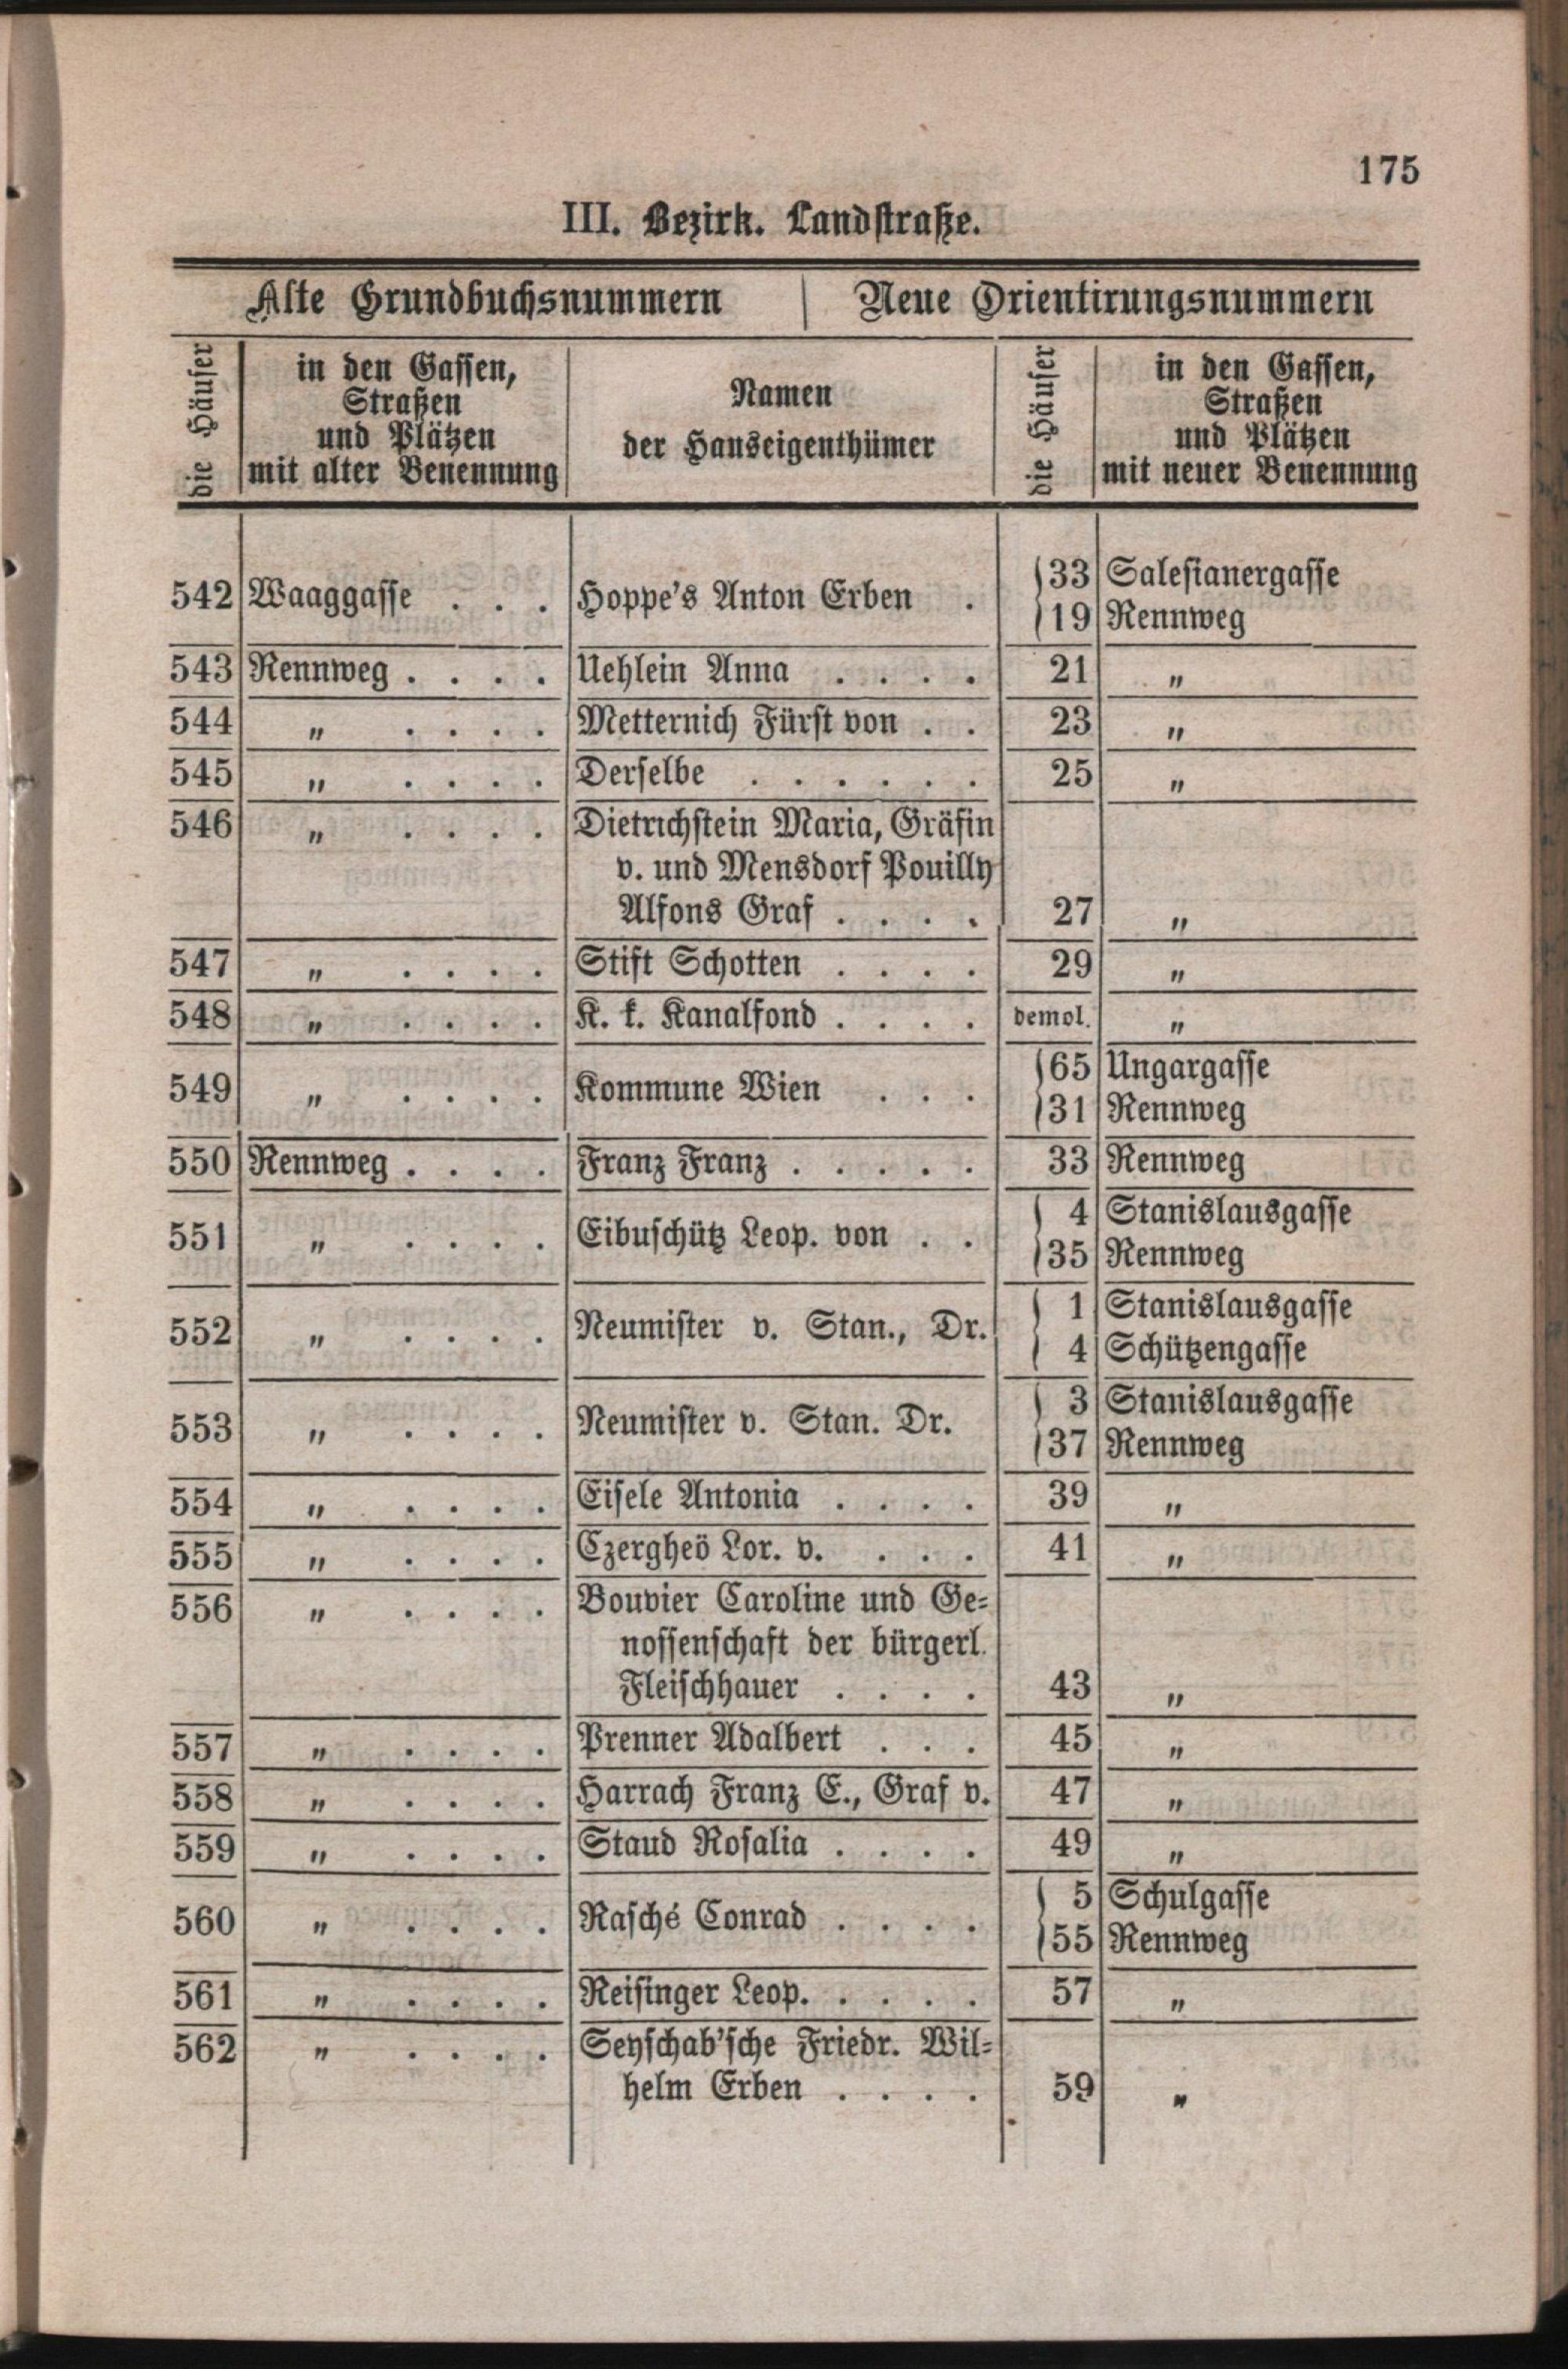 175
III. Bezirk. Landstraße.
Alte Grundbuchsnummern | Neue Orientirungsnummern
die Häuser | in den Gassen, Straßen und Plätzen mit alter Benennung | Namen der Hauseigenthümer | die Häuser | in den Gassen, Straßen und Plätzen mit neuer Benennung
542 Waaggasse . . . Hoppe's Anton Erben . 33 Salesianergasse
19 Rennweg
543 Rennweg . . . . Uehlein Anna . . . . 21 „
544 „ . . . . Metternich Fürst von . . 23 „
545 „ . . . . Derselbe . . . . . . 25 „
546 „ . . . . Dietrichstein Maria, Gräfin
v. und Mensdorf Pouilly
Alfons Graf . . . . 27 „
547 „ . . . . Stift Schotten . . . . 29 „
548 „ . . . . K. k. Kanalfond . . . . demol. „
549 „ . . . . Kommune Wien . . . 65 Ungargasse
31 Rennweg
550 Rennweg . . . . Franz Franz . . . . . 33 Rennweg
551 „ . . . . Eibuschütz Leop. von . . 4 Stanislausgasse
35 Rennweg
552 „ . . . . Neumister v. Stan., Dr. 1 Stanislausgasse
4 Schützengasse
553 „ . . . . Neumister v. Stan. Dr. 3 Stanislausgasse
37 Rennweg
554 „ . . . . Eisele Antonia . . . . 39 „
555 „ . . . . Czergheö Lor. v. . . . 41 „
556 „ . . . . Bouvier Caroline und Ge-
nossenschaft der bürgerl.
Fleischhauer . . . . 43 „
557 „ . . . . Prenner Adalbert . . . 45 „
558 „ . . . . Harrach Franz E., Graf v. 47 „
559 „ . . . . Staud Rosalia . . . . 49 „
560 „ . . . . Rasché Conrad . . . . 5 Schulgasse
55 Rennweg
561 „ . . . . Reisinger Leop. . . . . 57 „
562 „ . . . . Seyschab'sche Friedr. Wil-
helm Erben . . . . 59 „